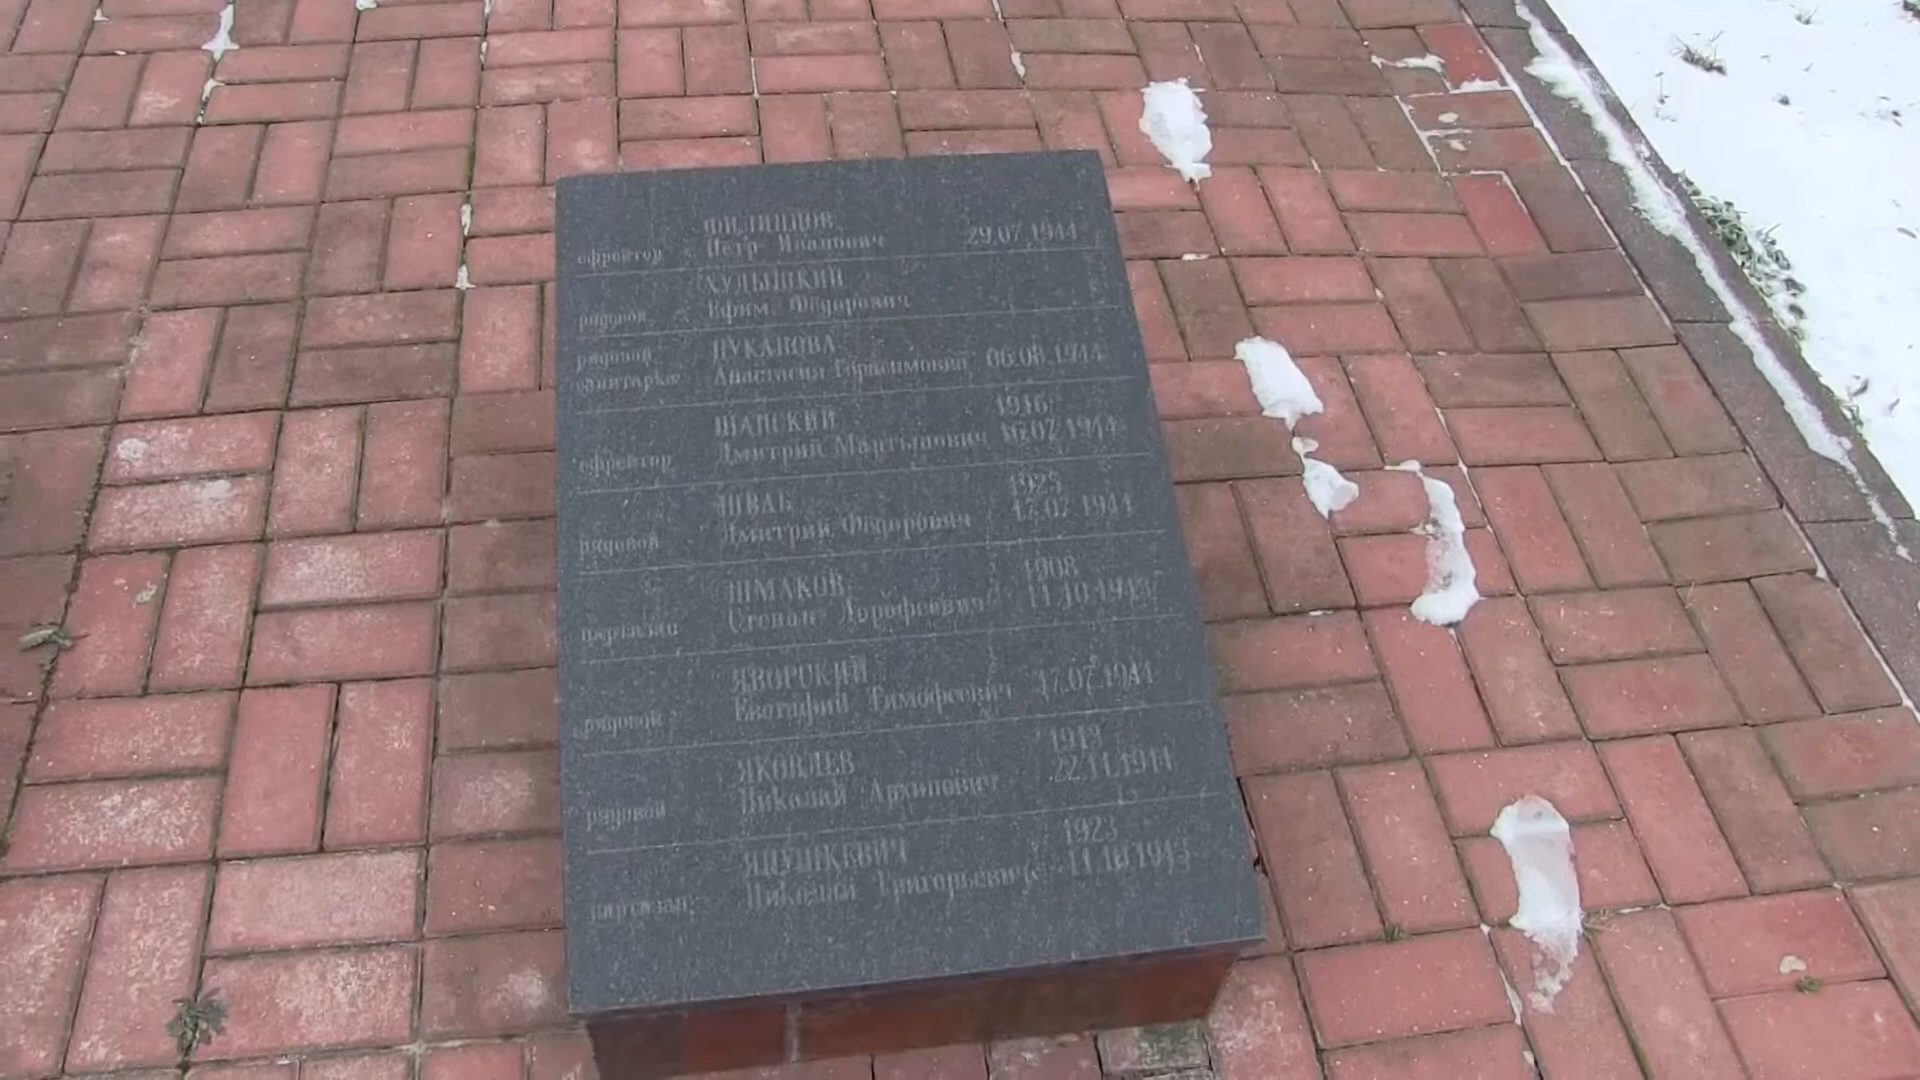 ефрейтор ФИЛИППОВ
Петр Иванович 29.07.1944
рядовой ХУЛЫШКИЙ
Ефим Федорович
рядовой
санитарка ЦУКАНОВА
Анастасия Герасимовна 06.08.1944
ефрейтор ШАПСКИЙ 1916
Дмитрий Мартынович 16.07.1944
рядовой ШВАБ 1925
Дмитрий Федорович 17.07.1944
партизан ШМАКОВ 1908
Степан Дорофеевич 11.10.1943
рядовой ЯВОРСКИЙ
Евстафий Тимофеевич 17.07.1944
рядовой ЯКОВЛЕВ 1913
Николай Архипович 22.11.1944
партизан ЯНУШКЕВИЧ 1923
Николай Григорьевич 11.10.1943